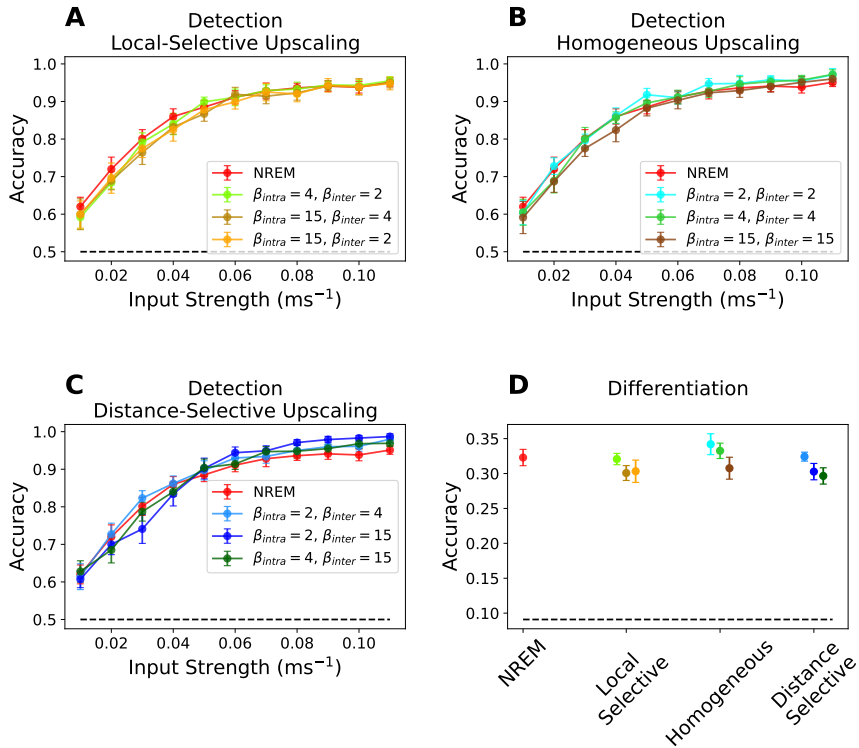 A
Detection
Local-Selective Upscaling
1.0
0.9
0.8
0.7
0.6
0.5
Accuracy
NREM
β_intra = 4, β_inter = 2
β_intra = 15, β_inter = 4
β_intra = 15, β_inter = 2
0.02 0.04 0.06 0.08 0.10
Input Strength (ms⁻¹)
B
Detection
Homogeneous Upscaling
1.0
0.9
0.8
0.7
0.6
0.5
Accuracy
NREM
β_intra = 2, β_inter = 2
β_intra = 4, β_inter = 4
β_intra = 15, β_inter = 15
0.02 0.04 0.06 0.08 0.10
Input Strength (ms⁻¹)
C
Detection
Distance-Selective Upscaling
1.0
0.9
0.8
0.7
0.6
0.5
Accuracy
NREM
β_intra = 2, β_inter = 4
β_intra = 2, β_inter = 15
β_intra = 4, β_inter = 15
0.02 0.04 0.06 0.08 0.10
Input Strength (ms⁻¹)
D
Differentiation
0.35
0.30
0.25
0.20
0.15
0.10
Accuracy
NREM
Local
Selective
Homogeneous
Distance
Selective